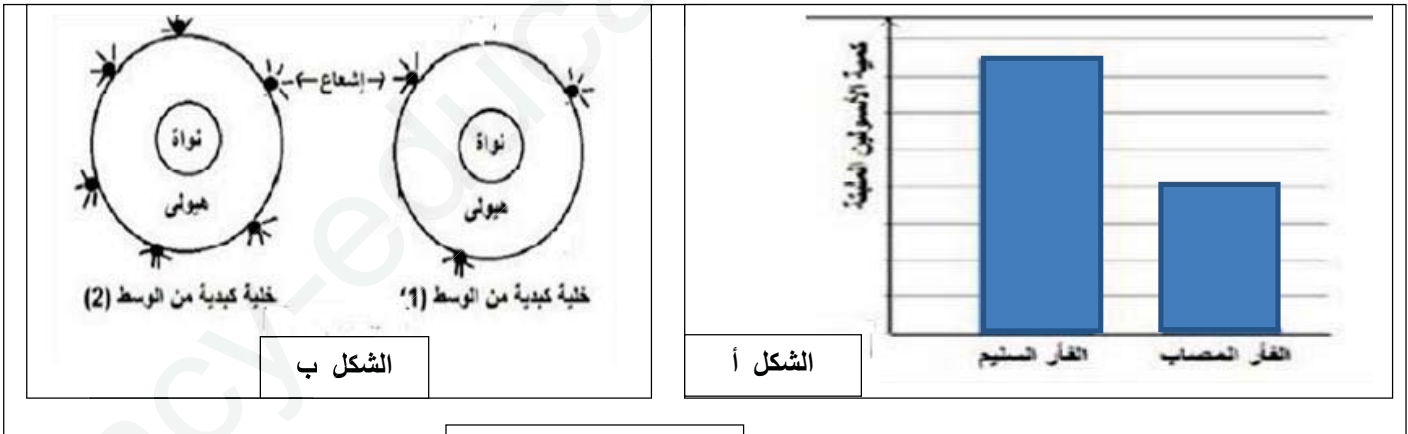 كمية الأنسولين المثبتة
الفأر السليم
الفأر المصاب
الشكل أ
إشعاع
نواة
هيولى
خلية كبدية من الوسط (1)
نواة
هيولى
خلية كبدية من الوسط (2)
الشكل ب